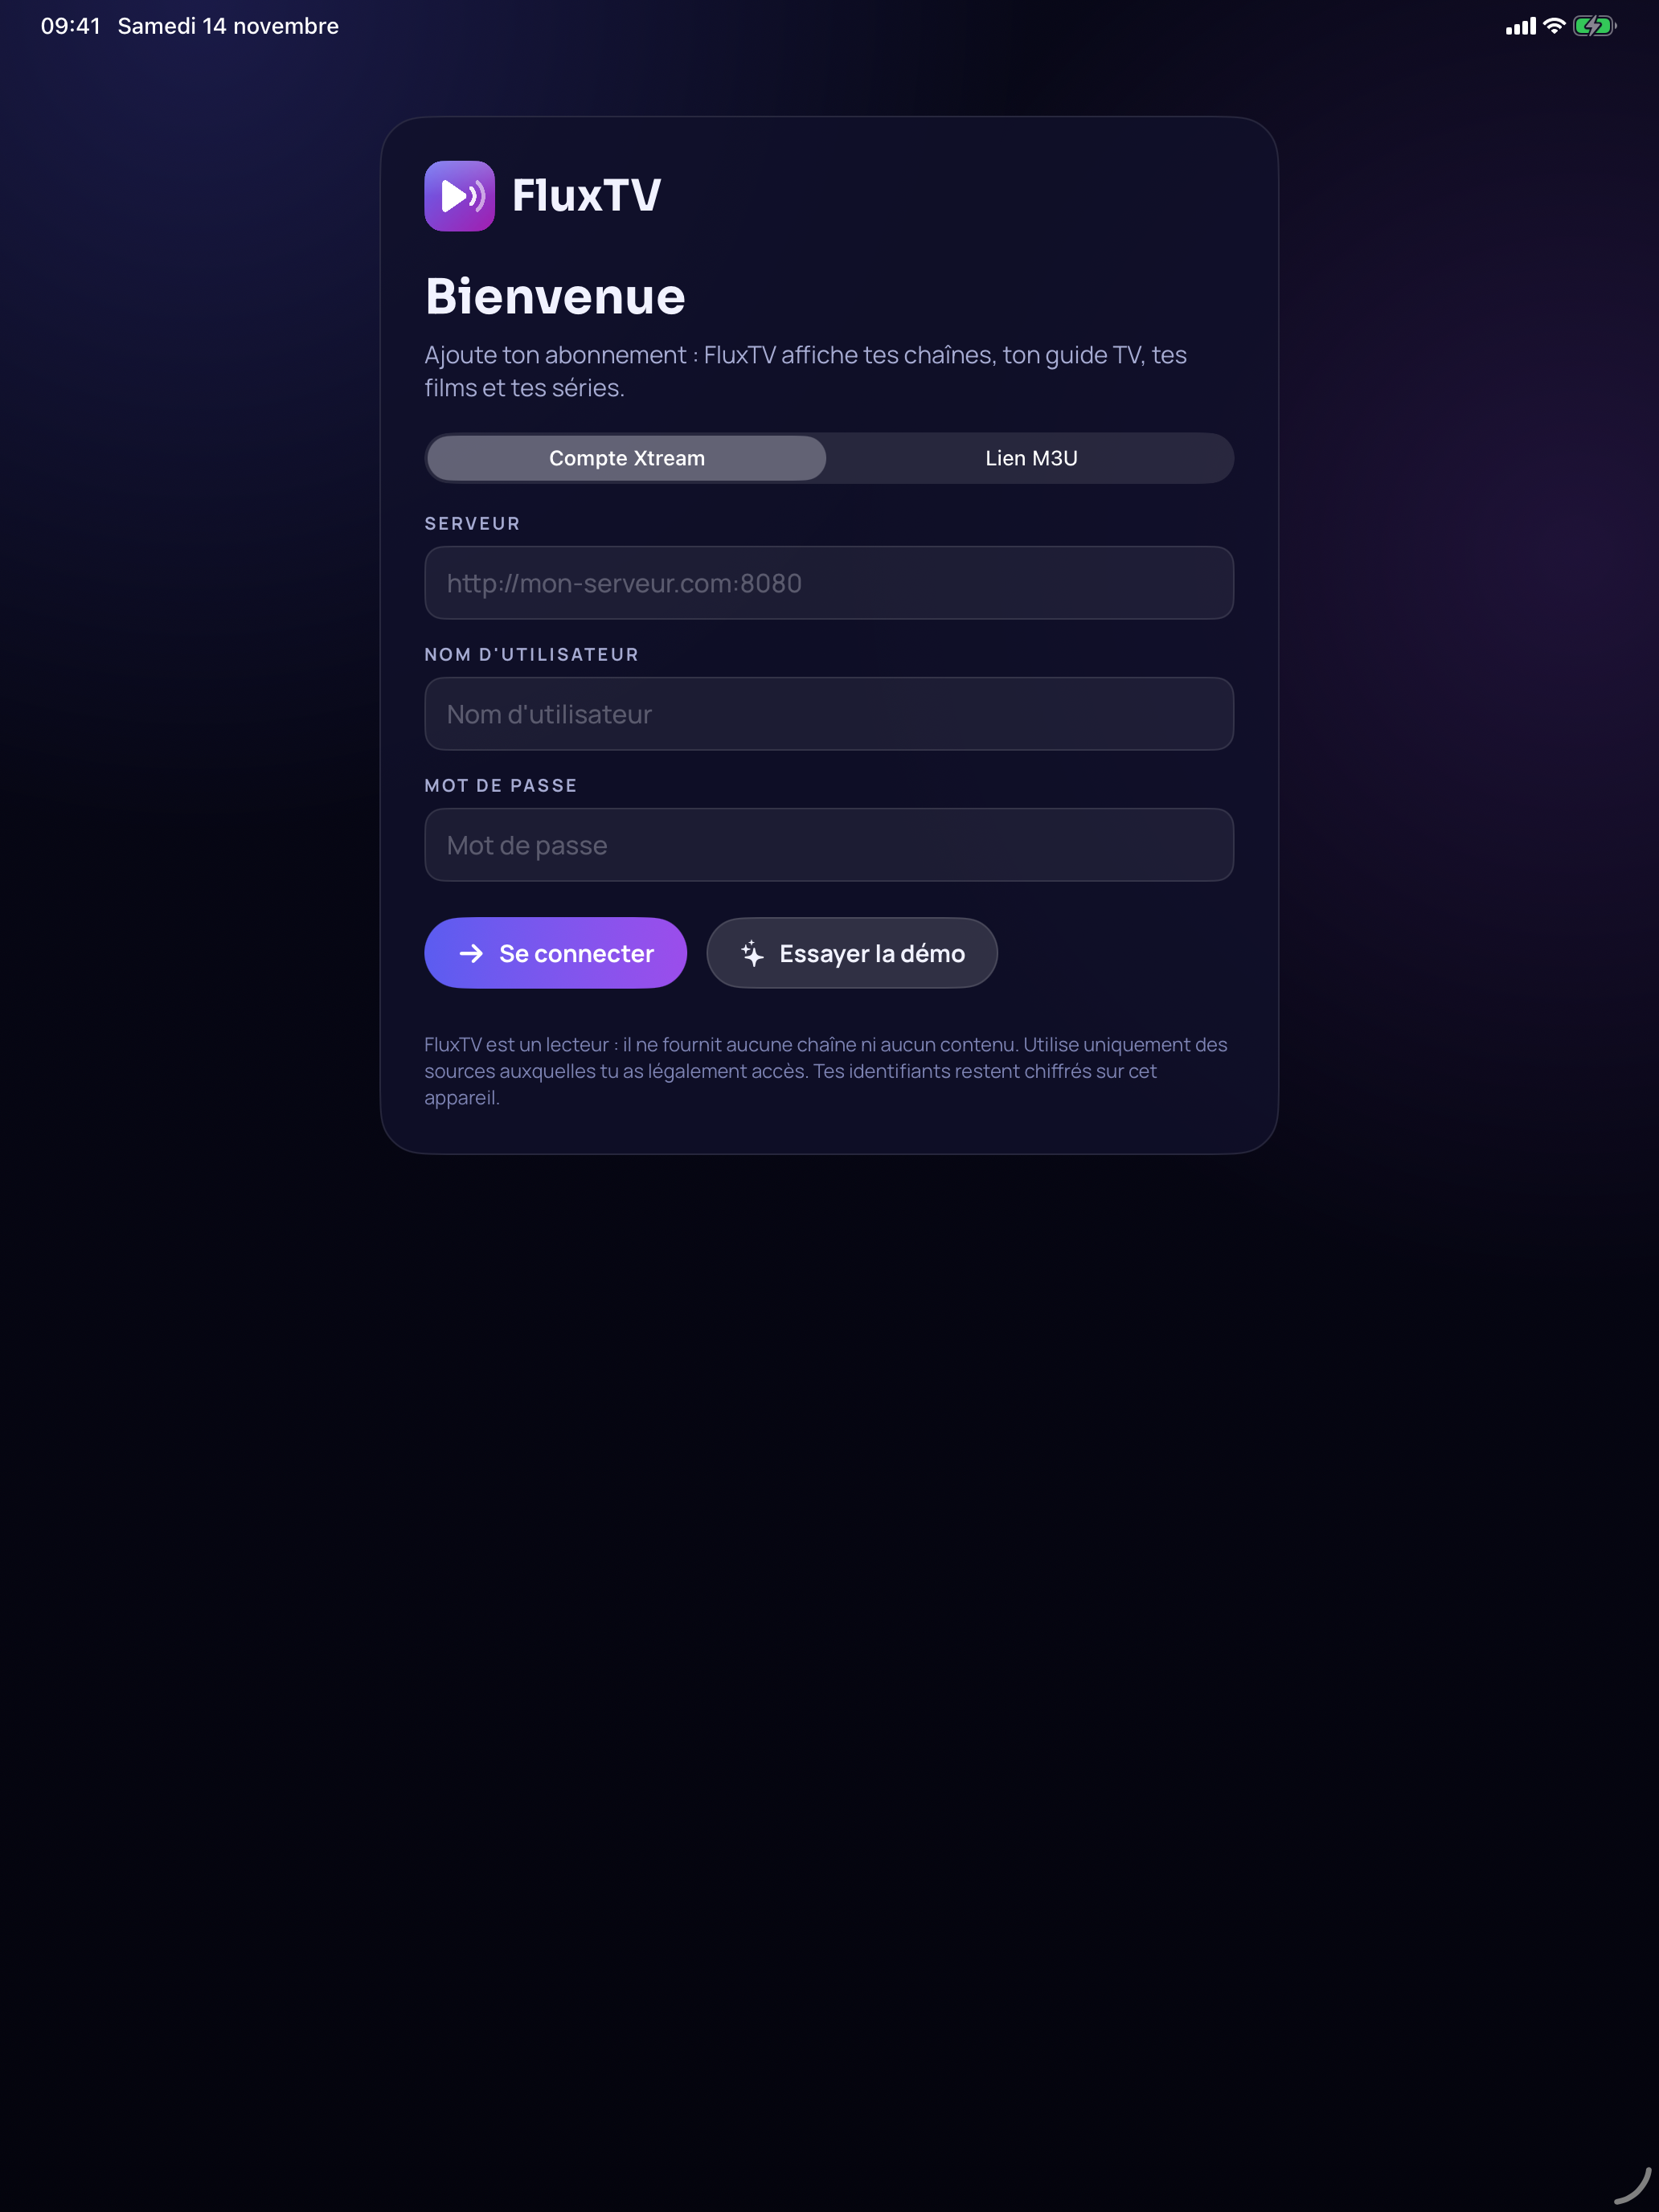 09:41 Samedi 14 novembre
FluxTV
Bienvenue
Ajoute ton abonnement : FluxTV affiche tes chaînes, ton guide TV, tes
films et tes séries.
Compte Xtream Lien M3U
SERVEUR
http://mon-serveur.com:8080
NOM D'UTILISATEUR
Nom d'utilisateur
MOT DE PASSE
Mot de passe
Se connecter Essayer la démo
FluxTV est un lecteur : il ne fournit aucune chaîne ni aucun contenu. Utilise uniquement des
sources auxquelles tu as légalement accès. Tes identifiants restent chiffrés sur cet
appareil.